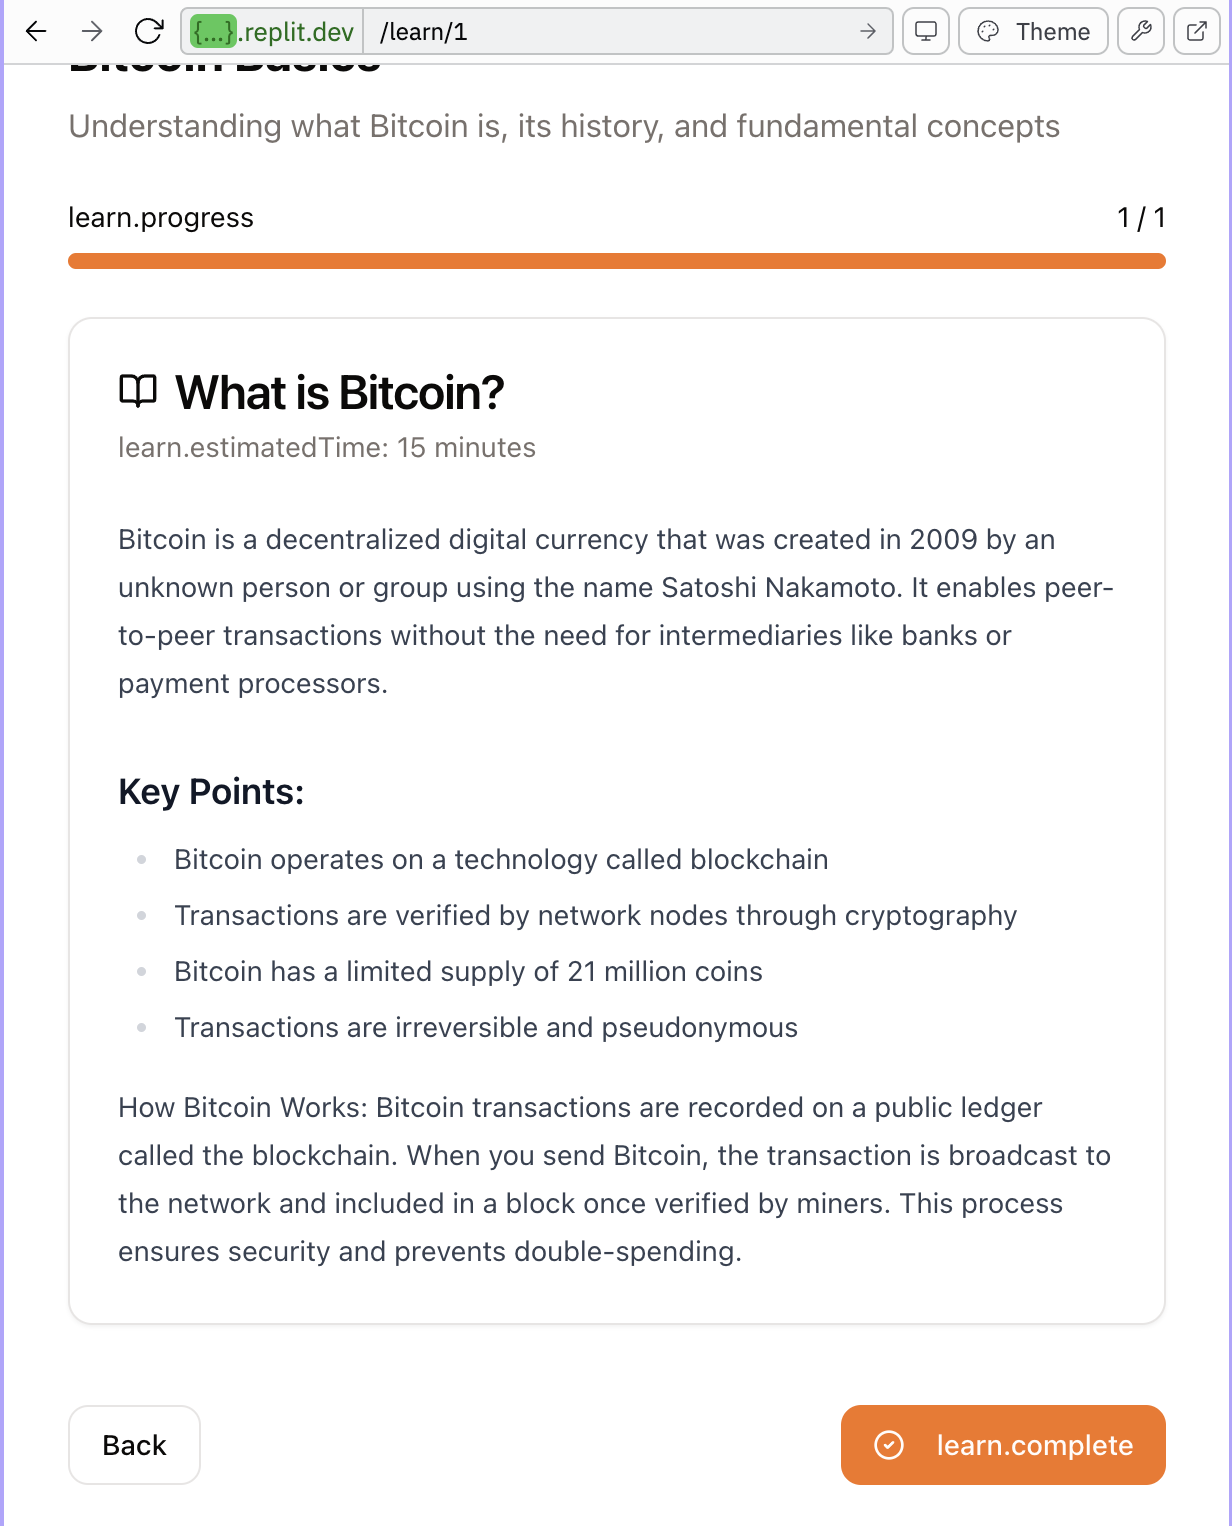 {...}.replit.dev /learn/1 Theme
Bitcoin Basics
Understanding what Bitcoin is, its history, and fundamental concepts
learn.progress 1 / 1
What is Bitcoin?
learn.estimatedTime: 15 minutes
Bitcoin is a decentralized digital currency that was created in 2009 by an
unknown person or group using the name Satoshi Nakamoto. It enables peer-
to-peer transactions without the need for intermediaries like banks or
payment processors.
Key Points:
Bitcoin operates on a technology called blockchain
Transactions are verified by network nodes through cryptography
Bitcoin has a limited supply of 21 million coins
Transactions are irreversible and pseudonymous
How Bitcoin Works: Bitcoin transactions are recorded on a public ledger
called the blockchain. When you send Bitcoin, the transaction is broadcast to
the network and included in a block once verified by miners. This process
ensures security and prevents double-spending.
Back learn.complete